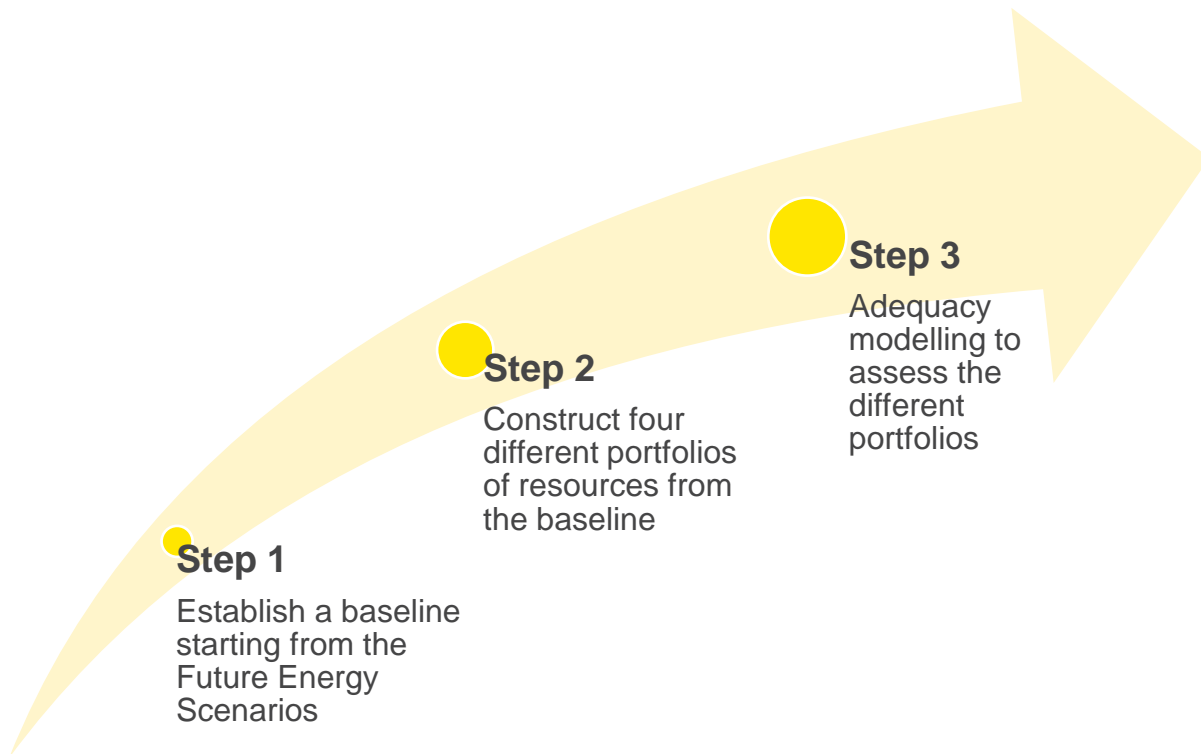 Step 1
Establish a baseline
starting from the
Future Energy
Scenarios
Step 2
Construct four
different portfolios
of resources from
the baseline
Step 3
Adequacy
modelling to
assess the
different
portfolios